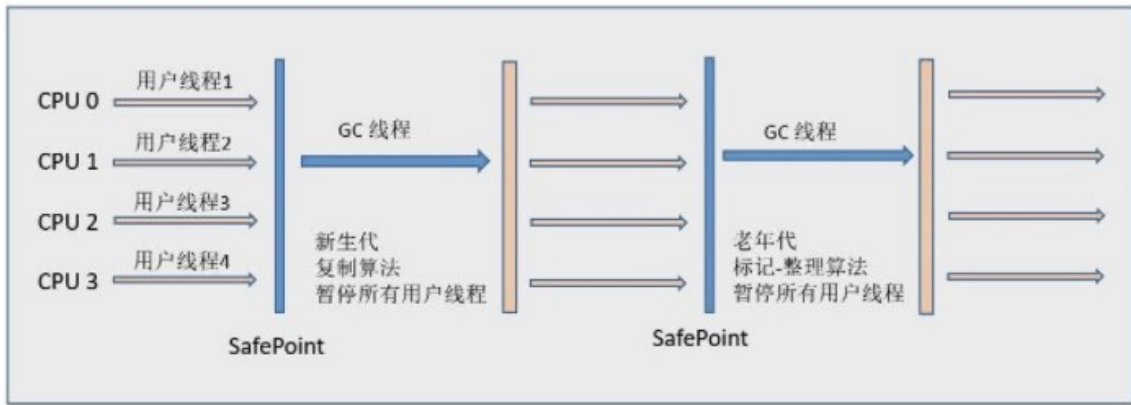 CPU 0
用户线程1
CPU 1
用户线程2
CPU 2
用户线程3
CPU 3
用户线程4
SafePoint
GC 线程
新生代
复制算法
暂停所有用户线程
SafePoint
GC 线程
老年代
标记-整理算法
暂停所有用户线程